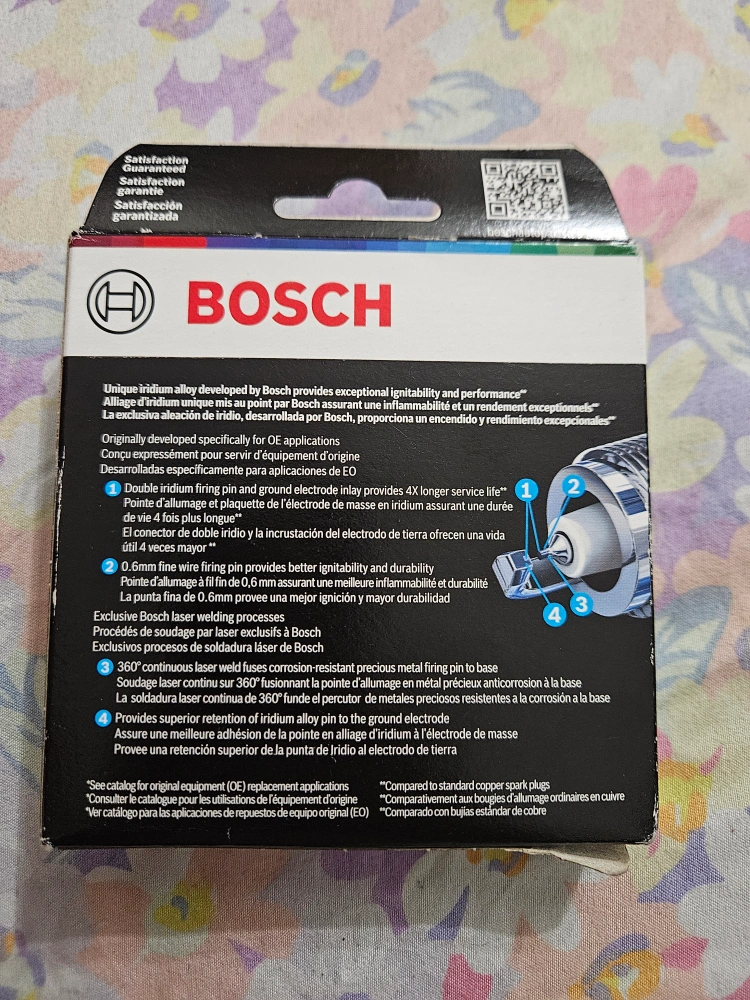 Satisfaction
Guaranteed
Satisfaction
garantie
Satisfacción
garantizada
BOSCH
Unique iridium alloy developed by Bosch provides exceptional ignitability and performance**
Alliage d'iridium unique mis au point par Bosch assurant une inflammabilité et un rendement exceptionnels**
La exclusiva aleación de iridio, desarrollada por Bosch, proporciona un encendido y rendimiento excepcionales**
Originally developed specifically for OE applications
Conçu expressément pour servir d'équipement d'origine
Desarrolladas específicamente para aplicaciones de EO
1 Double iridium firing pin and ground electrode inlay provides 4X longer service life**
Pointe d'allumage et plaquette de l'électrode de masse en iridium assurant une durée
de vie 4 fois plus longue**
El conector de doble iridio y la incrustación del electrodo de tierra ofrecen una vida
útil 4 veces mayor **
1 2
2 0.6mm fine wire firing pin provides better ignitability and durability
Pointe d'allumage à fil fin de 0,6 mm assurant une meilleure inflammabilité et durabilité
La punta fina de 0.6mm provee una mejor ignición y mayor durabilidad
4 3
Exclusive Bosch laser welding processes
Procédés de soudage par laser exclusifs à Bosch
Exclusivos procesos de soldadura láser de Bosch
3 360° continuous laser weld fuses corrosion-resistant precious metal firing pin to base
Soudage laser continu sur 360° fusionnant la pointe d'allumage en métal précieux anticorrosion à la base
La soldadura laser continua de 360° funde el percutor de metales preciosos resistentes a la corrosión a la base
4 Provides superior retention of iridium alloy pin to the ground electrode
Assure une meilleure adhésion de la pointe en alliage d'iridium à l'électrode de masse
Provee una retención superior de la punta de Iridio al electrodo de tierra
*See catalog for original equipment (OE) replacement applications
*Consulter le catalogue pour les utilisations de l'équipement d'origine
*Ver catálogo para las aplicaciones de repuestos de equipo original (EO)
**Compared to standard copper spark plugs
**Comparativement aux bougies d'allumage ordinaires en cuivre
**Comparado con bujías estándar de cobre